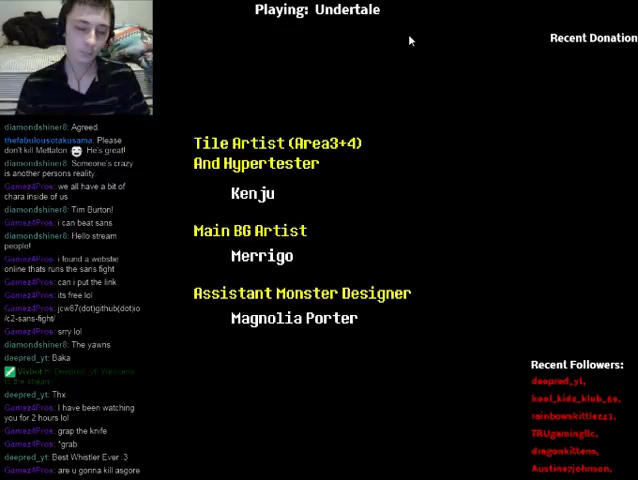 Playing: Undertale
Recent Donation
diamondshiner8: Agreed.
thefabulousotakusama: Please
don't kill Mettaton He's great!
diamondshiner8: Someone's crazy
is another persons reality.
Gamez4Pros: we all have a bit of
chara inside of us
diamondshiner8: Tim Burton!
Gamez4Pros: i can beat sans
diamondshiner8: Hello stream
people!
Gamez4Pros: i found a website
online thats runs the sans fight
Gamez4Pros: can i put the link
Gamez4Pros: its free lol
Gamez4Pros: jcw87(dot)github(dot)io
/c2-sans-fight/
Gamez4Pros: srry lol
diamondshiner8: The yawns
deepred_yt: Baka
deepred_yt: Thx
Gamez4Pros: I have been watching
you for 2 hours lol
Gamez4Pros: grap the knife
Gamez4Pros: *grab
deepred_yt: Best Whistler Ever :3
Gamez4Pros: are u gonna kill asgore
Tile Artist (Area3+4)
And Hypertester
Kenju
Main BG Artist
Merrigo
Assistant Monster Designer
Magnolia Porter
Recent Followers:
deepred_yt,
kool_kidz_klub_59,
rainbowkittie241,
TRUgamingllc,
dragonkittens,
Austinezjohnson,